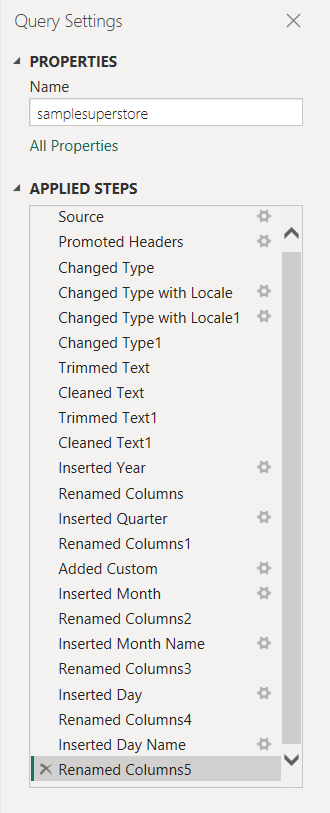 Query Settings
PROPERTIES
Name
samplesuperstore
All Properties
APPLIED STEPS
Source
Promoted Headers
Changed Type
Changed Type with Locale
Changed Type with Locale1
Changed Type1
Trimmed Text
Cleaned Text
Trimmed Text1
Cleaned Text1
Inserted Year
Renamed Columns
Inserted Quarter
Renamed Columns1
Added Custom
Inserted Month
Renamed Columns2
Inserted Month Name
Renamed Columns3
Inserted Day
Renamed Columns4
Inserted Day Name
Renamed Columns5